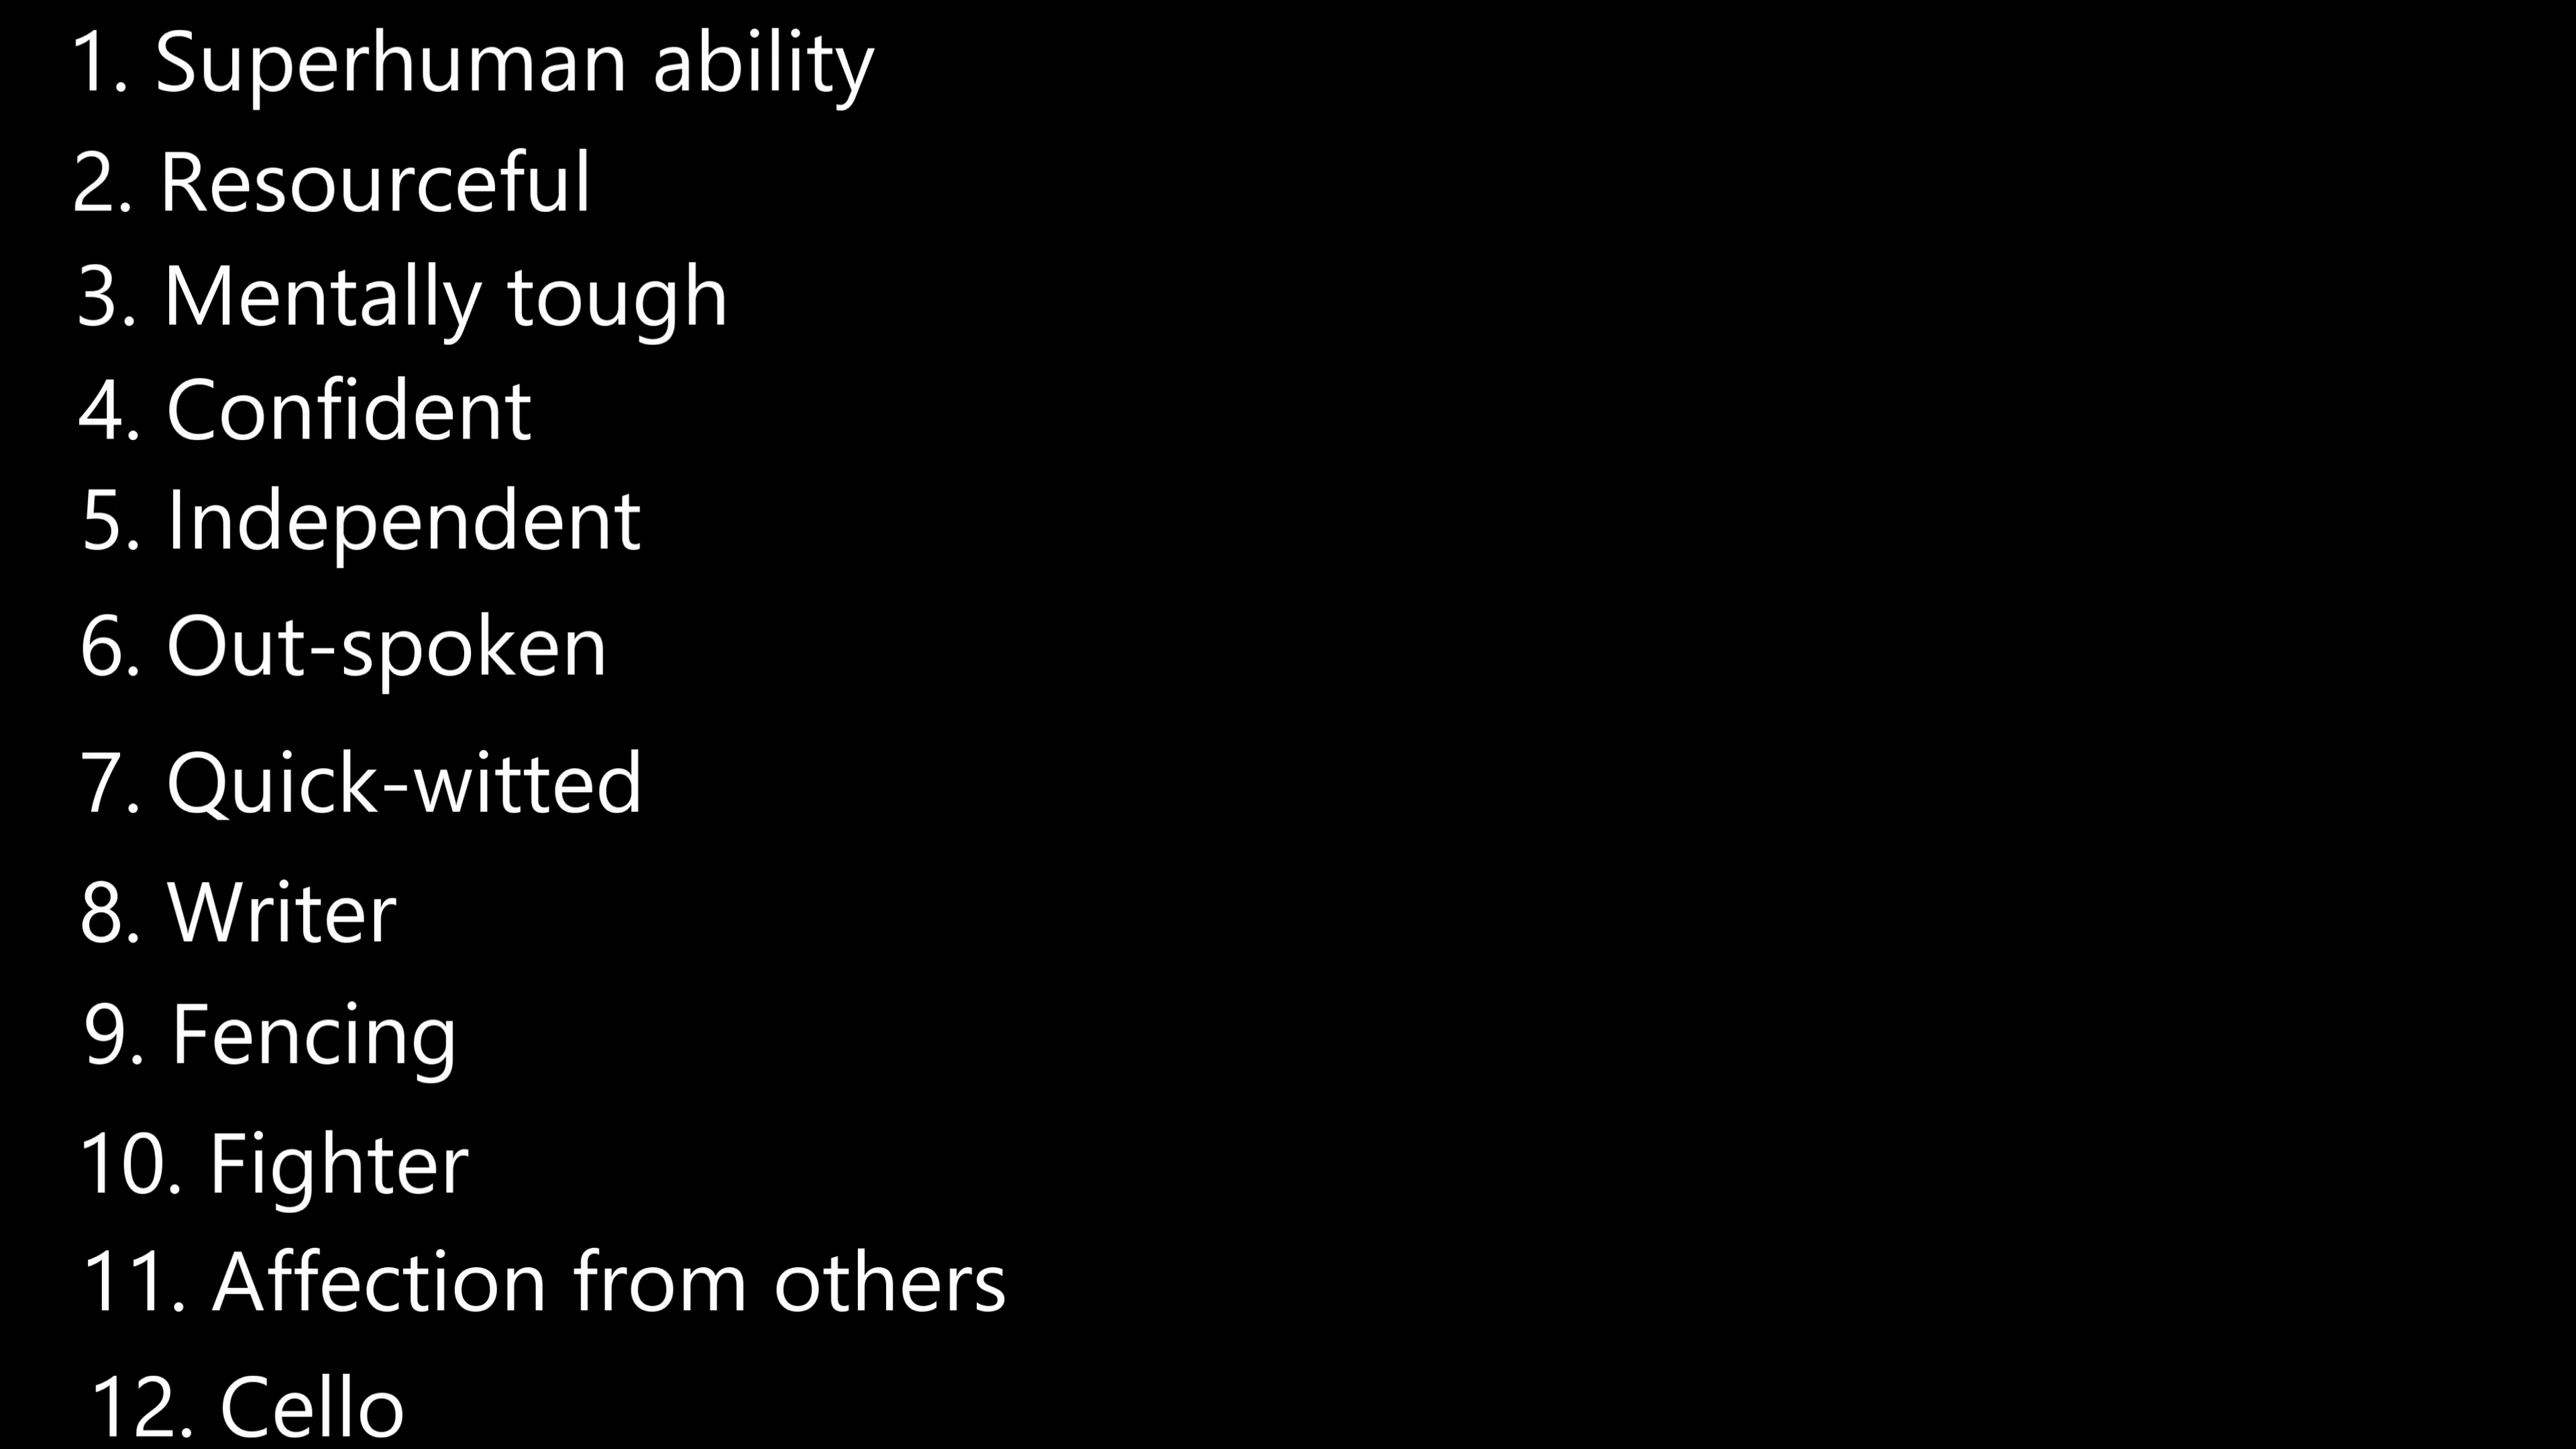 1. Superhuman ability
2. Resourceful
3. Mentally tough
4. Confident
5. Independent
6. Out-spoken
7. Quick-witted
8. Writer
9. Fencing
10. Fighter
11. Affection from others
12. Cello